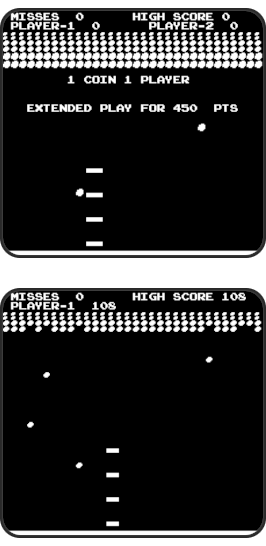 MISSES 0 HIGH SCORE 0
PLAYER-1 0 PLAYER-2 0
1 COIN 1 PLAYER
EXTENDED PLAY FOR 450 PTS
MISSES 0 HIGH SCORE 108
PLAYER-1 108